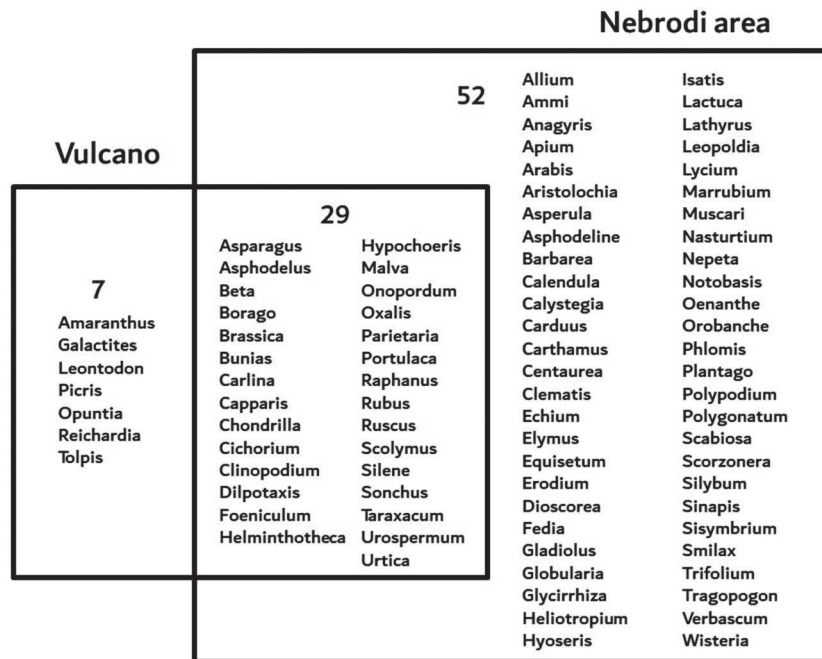 Nebrodi area
52
Allium
Ammi
Anagyris
Apium
Arabis
Aristolochia
Asperula
Asphodeline
Barbarea
Calendula
Calystegia
Carduus
Carthamus
Centaurea
Clematis
Echium
Elymus
Equisetum
Erodium
Dioscorea
Fedia
Gladiolus
Globularia
Glycirrhiza
Heliotropium
Hyoseris
Isatis
Lactuca
Lathyrus
Leopoldia
Lycium
Marrubium
Muscari
Nasturtium
Nepeta
Notobasis
Oenanthe
Orobanche
Phlomis
Plantago
Polypodium
Polygonatum
Scabiosa
Scorzonera
Silybum
Sinapis
Sisymbrium
Smilax
Trifolium
Tragopogon
Verbascum
Wisteria
Vulcano
7
Amaranthus
Galactites
Leontodon
Picris
Opuntia
Reichardia
Tolpis
29
Asparagus
Asphodelus
Beta
Borago
Brassica
Bunias
Carlina
Capparis
Chondrilla
Cichorium
Clinopodium
Dilpotaxis
Foeniculum
Helminthotheca
Hypochoeris
Malva
Onopordum
Oxalis
Parietaria
Portulaca
Raphanus
Rubus
Ruscus
Scolymus
Silene
Sonchus
Taraxacum
Urospermum
Urtica